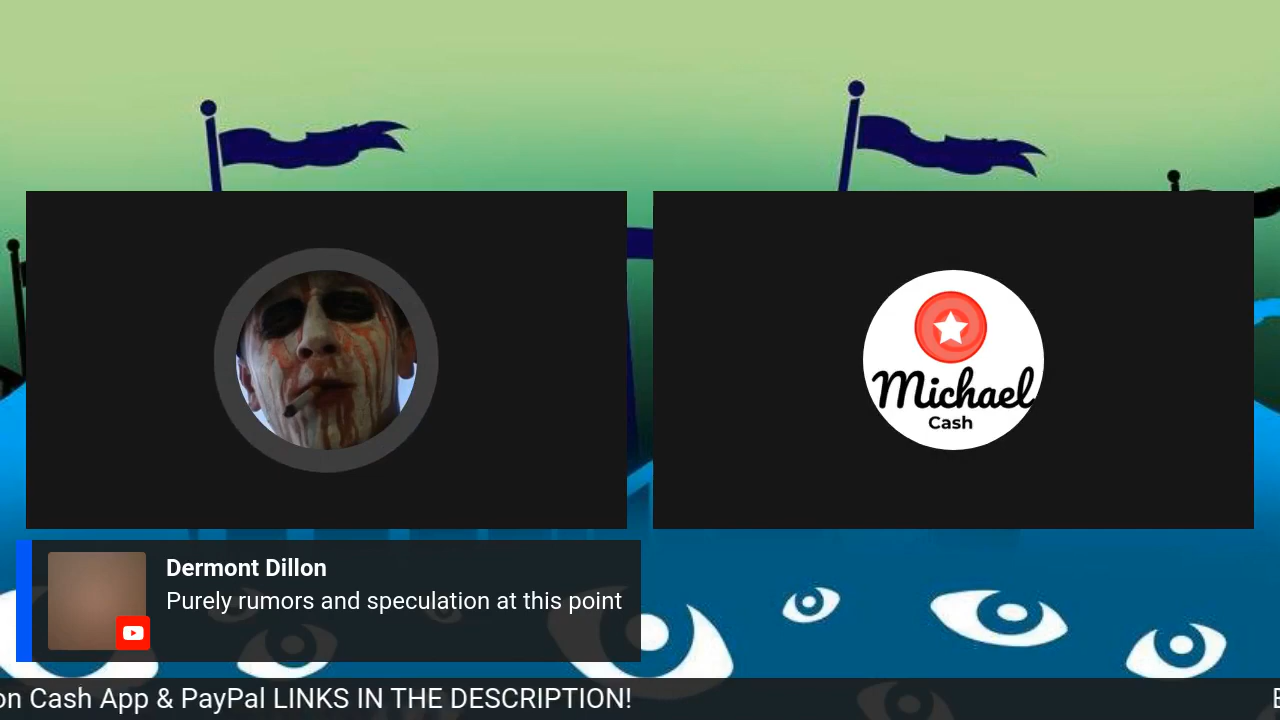 Michael
Cash
Dermont Dillon
Purely rumors and speculation at this point
on Cash App & PayPal LINKS IN THE DESCRIPTION!